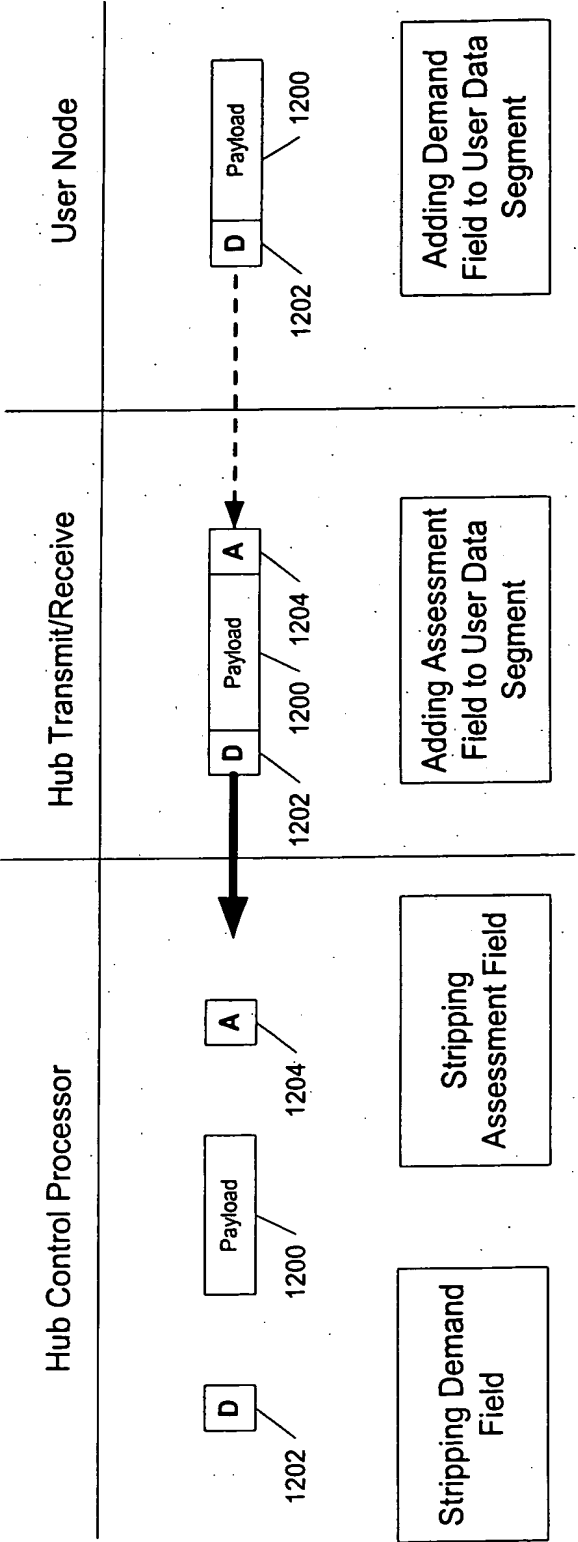 Hub Control Processor
Hub Transmit/Receive
User Node
D
Payload
A
1202
1200
1204
D
Payload
A
1202
1200
1204
D
Payload
1202
1200
Stripping Demand
Field
Stripping
Assessment Field
Adding Assessment
Field to User Data
Segment
Adding Demand
Field to User Data
Segment